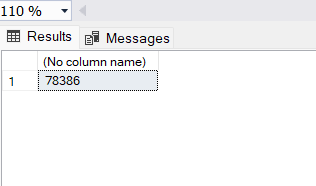 110 %
Results Messages
(No column name)
1 78386